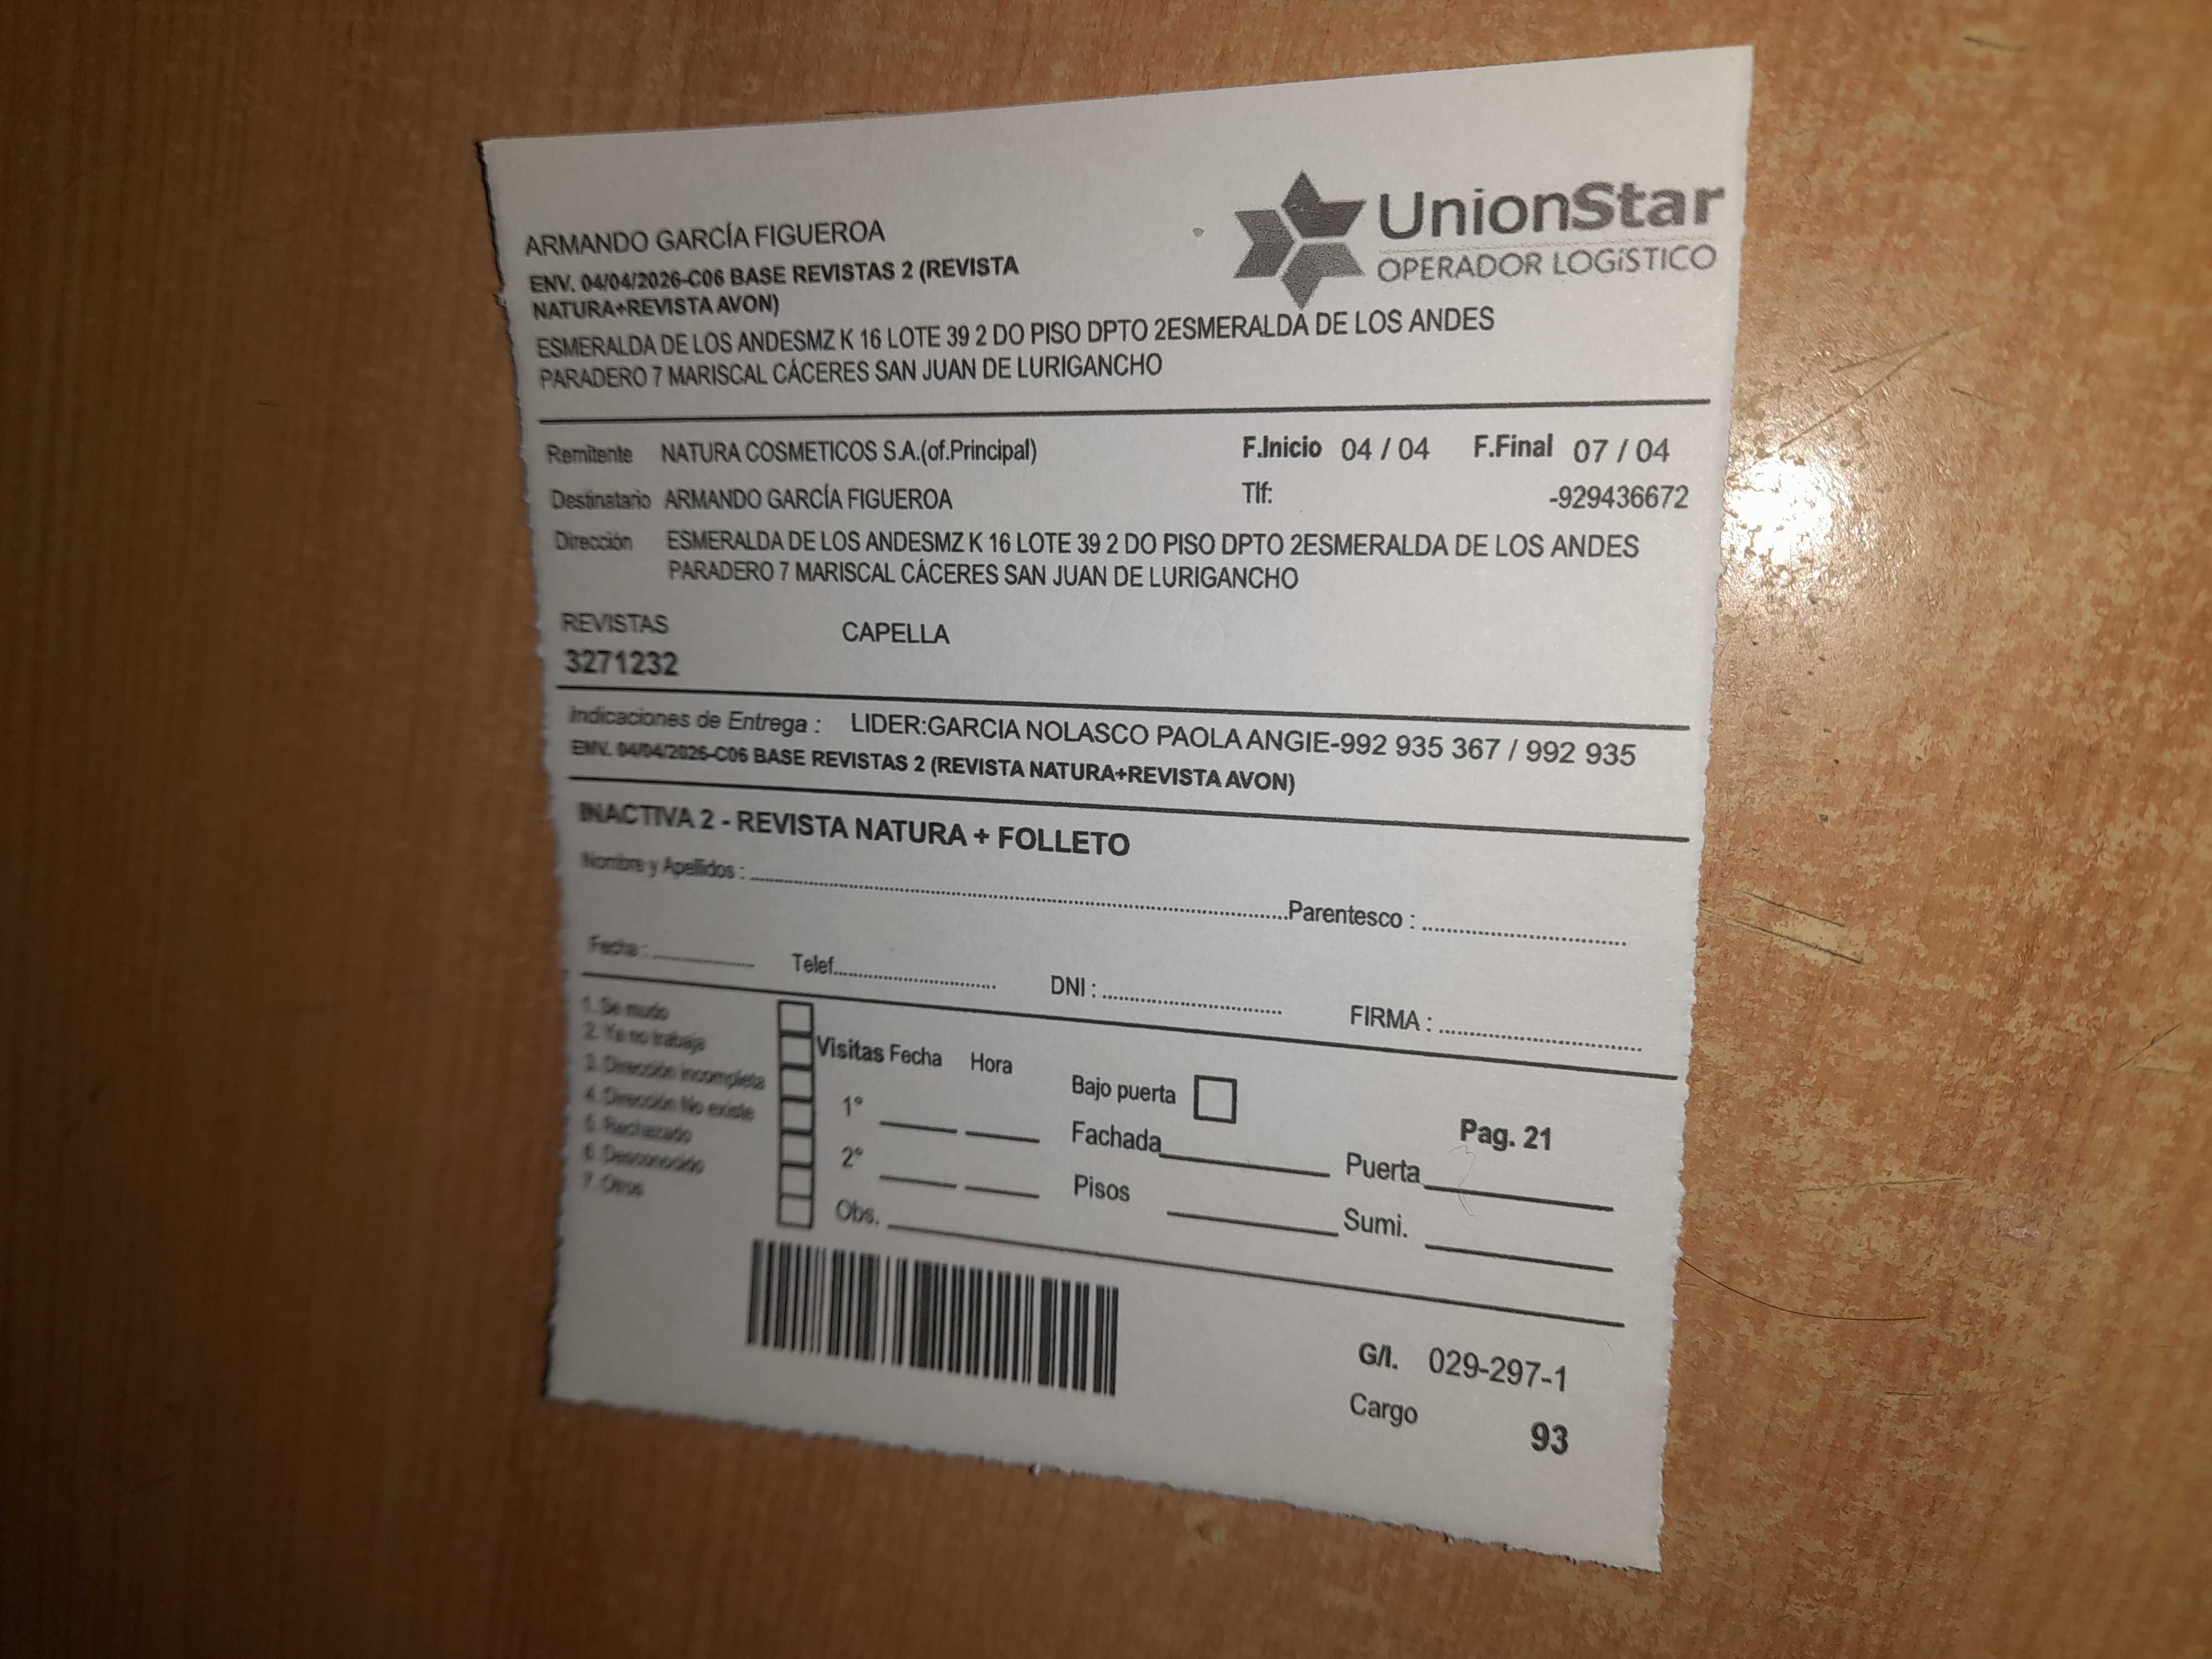 UnionStar
OPERADOR LOGíSTICO
ARMANDO GARCÍA FIGUEROA
ENV. 04/04/2026-C06 BASE REVISTAS 2 (REVISTA
NATURA+REVISTA AVON)
ESMERALDA DE LOS ANDESMZ K 16 LOTE 39 2 DO PISO DPTO 2ESMERALDA DE LOS ANDES
PARADERO 7 MARISCAL CÁCERES SAN JUAN DE LURIGANCHO
Remitente NATURA COSMETICOS S.A.(of.Principal) F.Inicio 04 / 04 F.Final 07 / 04
Destinatario ARMANDO GARCÍA FIGUEROA Tlf: -929436672
Dirección ESMERALDA DE LOS ANDESMZ K 16 LOTE 39 2 DO PISO DPTO 2ESMERALDA DE LOS ANDES
PARADERO 7 MARISCAL CÁCERES SAN JUAN DE LURIGANCHO
REVISTAS CAPELLA
3271232
Indicaciones de Entrega : LIDER:GARCIA NOLASCO PAOLA ANGIE-992 935 367 / 992 935
ENV. 04/04/2026-C06 BASE REVISTAS 2 (REVISTA NATURA+REVISTA AVON)
INACTIVA 2 - REVISTA NATURA + FOLLETO
Nombre y Apellidos : Parentesco :
Fecha : Telef. DNI : FIRMA :
1. Se mudo
2. Ya no trabaja
3. Dirección incompleta
4. Dirección No existe
5. Rechazado
6. Desconocido
7. Otros
Visitas Fecha Hora
1°
2°
Obs.
Bajo puerta
Fachada
Pisos
Pag. 21
Puerta
Sumi.
G/I. 029-297-1
Cargo 93